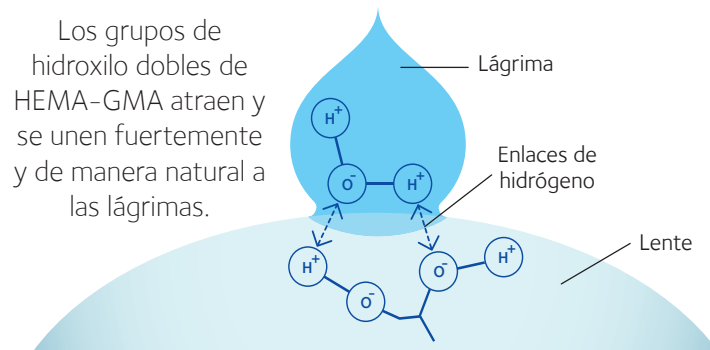 Los grupos de
hidroxilo dobles de
HEMA-GMA atraen y
se unen fuertemente
y de manera natural a
las lágrimas.
Lágrima
H+
O-
H+
Enlaces de
hidrógeno
Lente
H+
O-
O-
H+